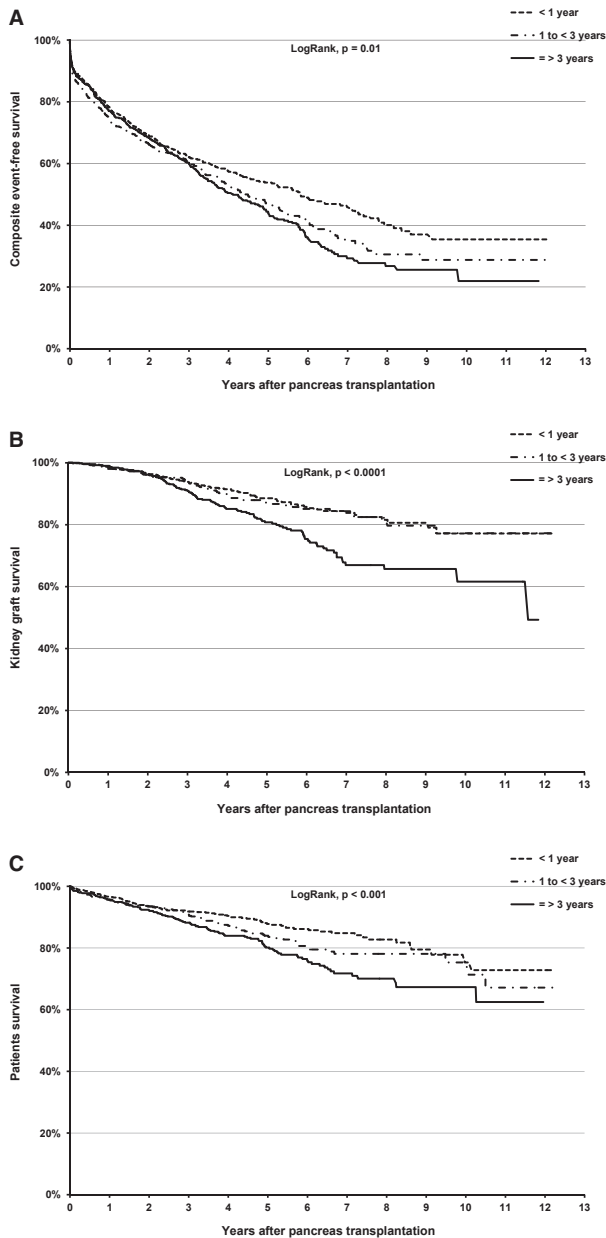 A
< 1 year
1 to < 3 years
= > 3 years
LogRank, p = 0.01
Composite event-free survival
100%
80%
60%
40%
20%
0%
0 1 2 3 4 5 6 7 8 9 10 11 12 13
Years after pancreas transplantation
B
< 1 year
1 to < 3 years
= > 3 years
LogRank, p < 0.0001
Kidney graft survival
100%
80%
60%
40%
20%
0%
0 1 2 3 4 5 6 7 8 9 10 11 12 13
Years after pancreas transplantation
C
< 1 year
1 to < 3 years
= > 3 years
LogRank, p < 0.001
Patients survival
100%
80%
60%
40%
20%
0%
0 1 2 3 4 5 6 7 8 9 10 11 12 13
Years after pancreas transplantation